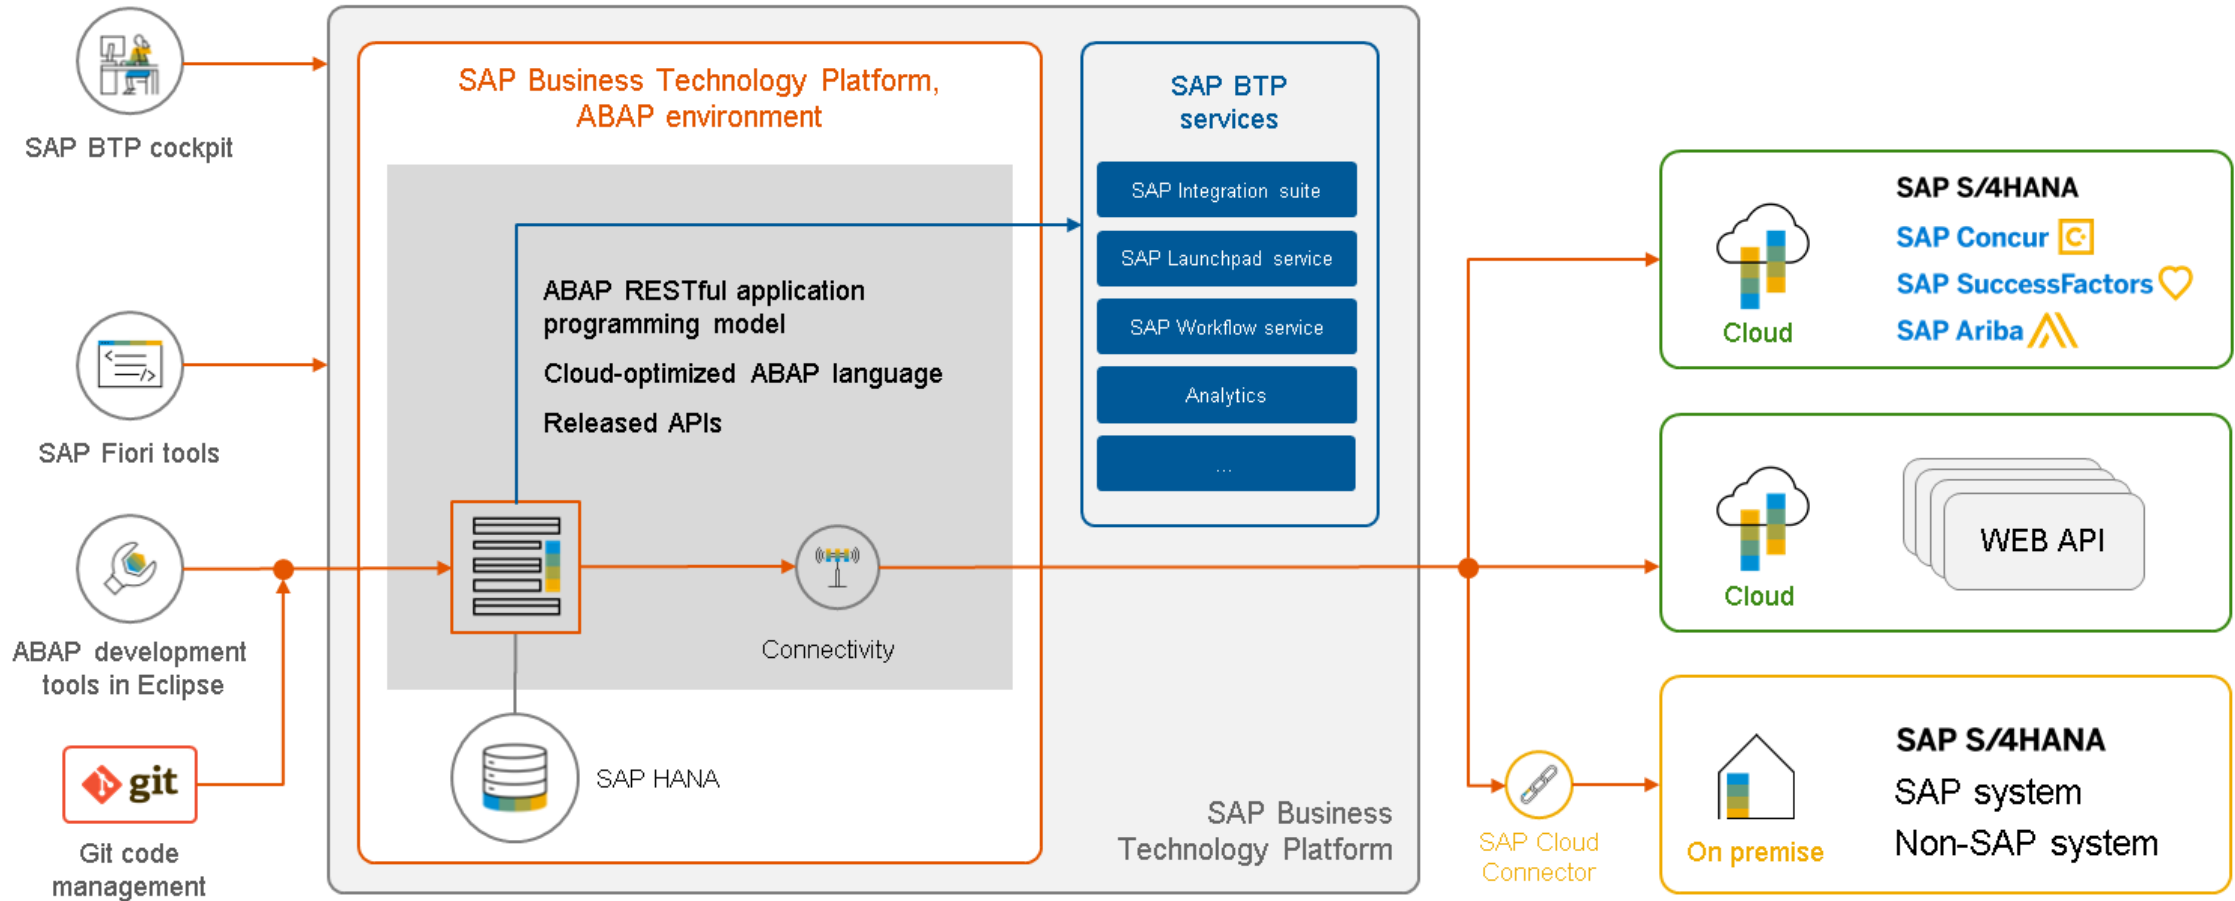 SAP BTP cockpit
SAP Fiori tools
ABAP development
tools in Eclipse
git
Git code
management
SAP Business Technology Platform,
ABAP environment
ABAP RESTful application
programming model
Cloud-optimized ABAP language
Released APIs
Connectivity
SAP HANA
SAP BTP
services
SAP Integration suite
SAP Launchpad service
SAP Workflow service
Analytics
...
SAP Business
Technology Platform
SAP Cloud
Connector
Cloud
SAP S/4HANA
SAP Concur C.
SAP SuccessFactors
SAP Ariba
Cloud
WEB API
On premise
SAP S/4HANA
SAP system
Non-SAP system